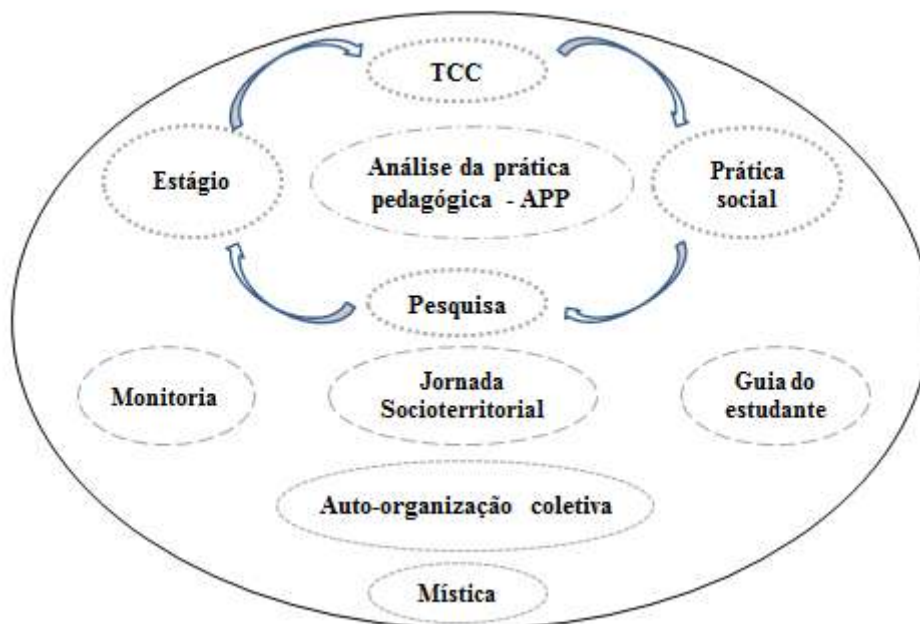 TCC
Estágio
Análise da prática
pedagógica - APP
Prática
social
Pesquisa
Monitoria
Jornada
Socioterritorial
Guia do
estudante
Auto-organização coletiva
Mística